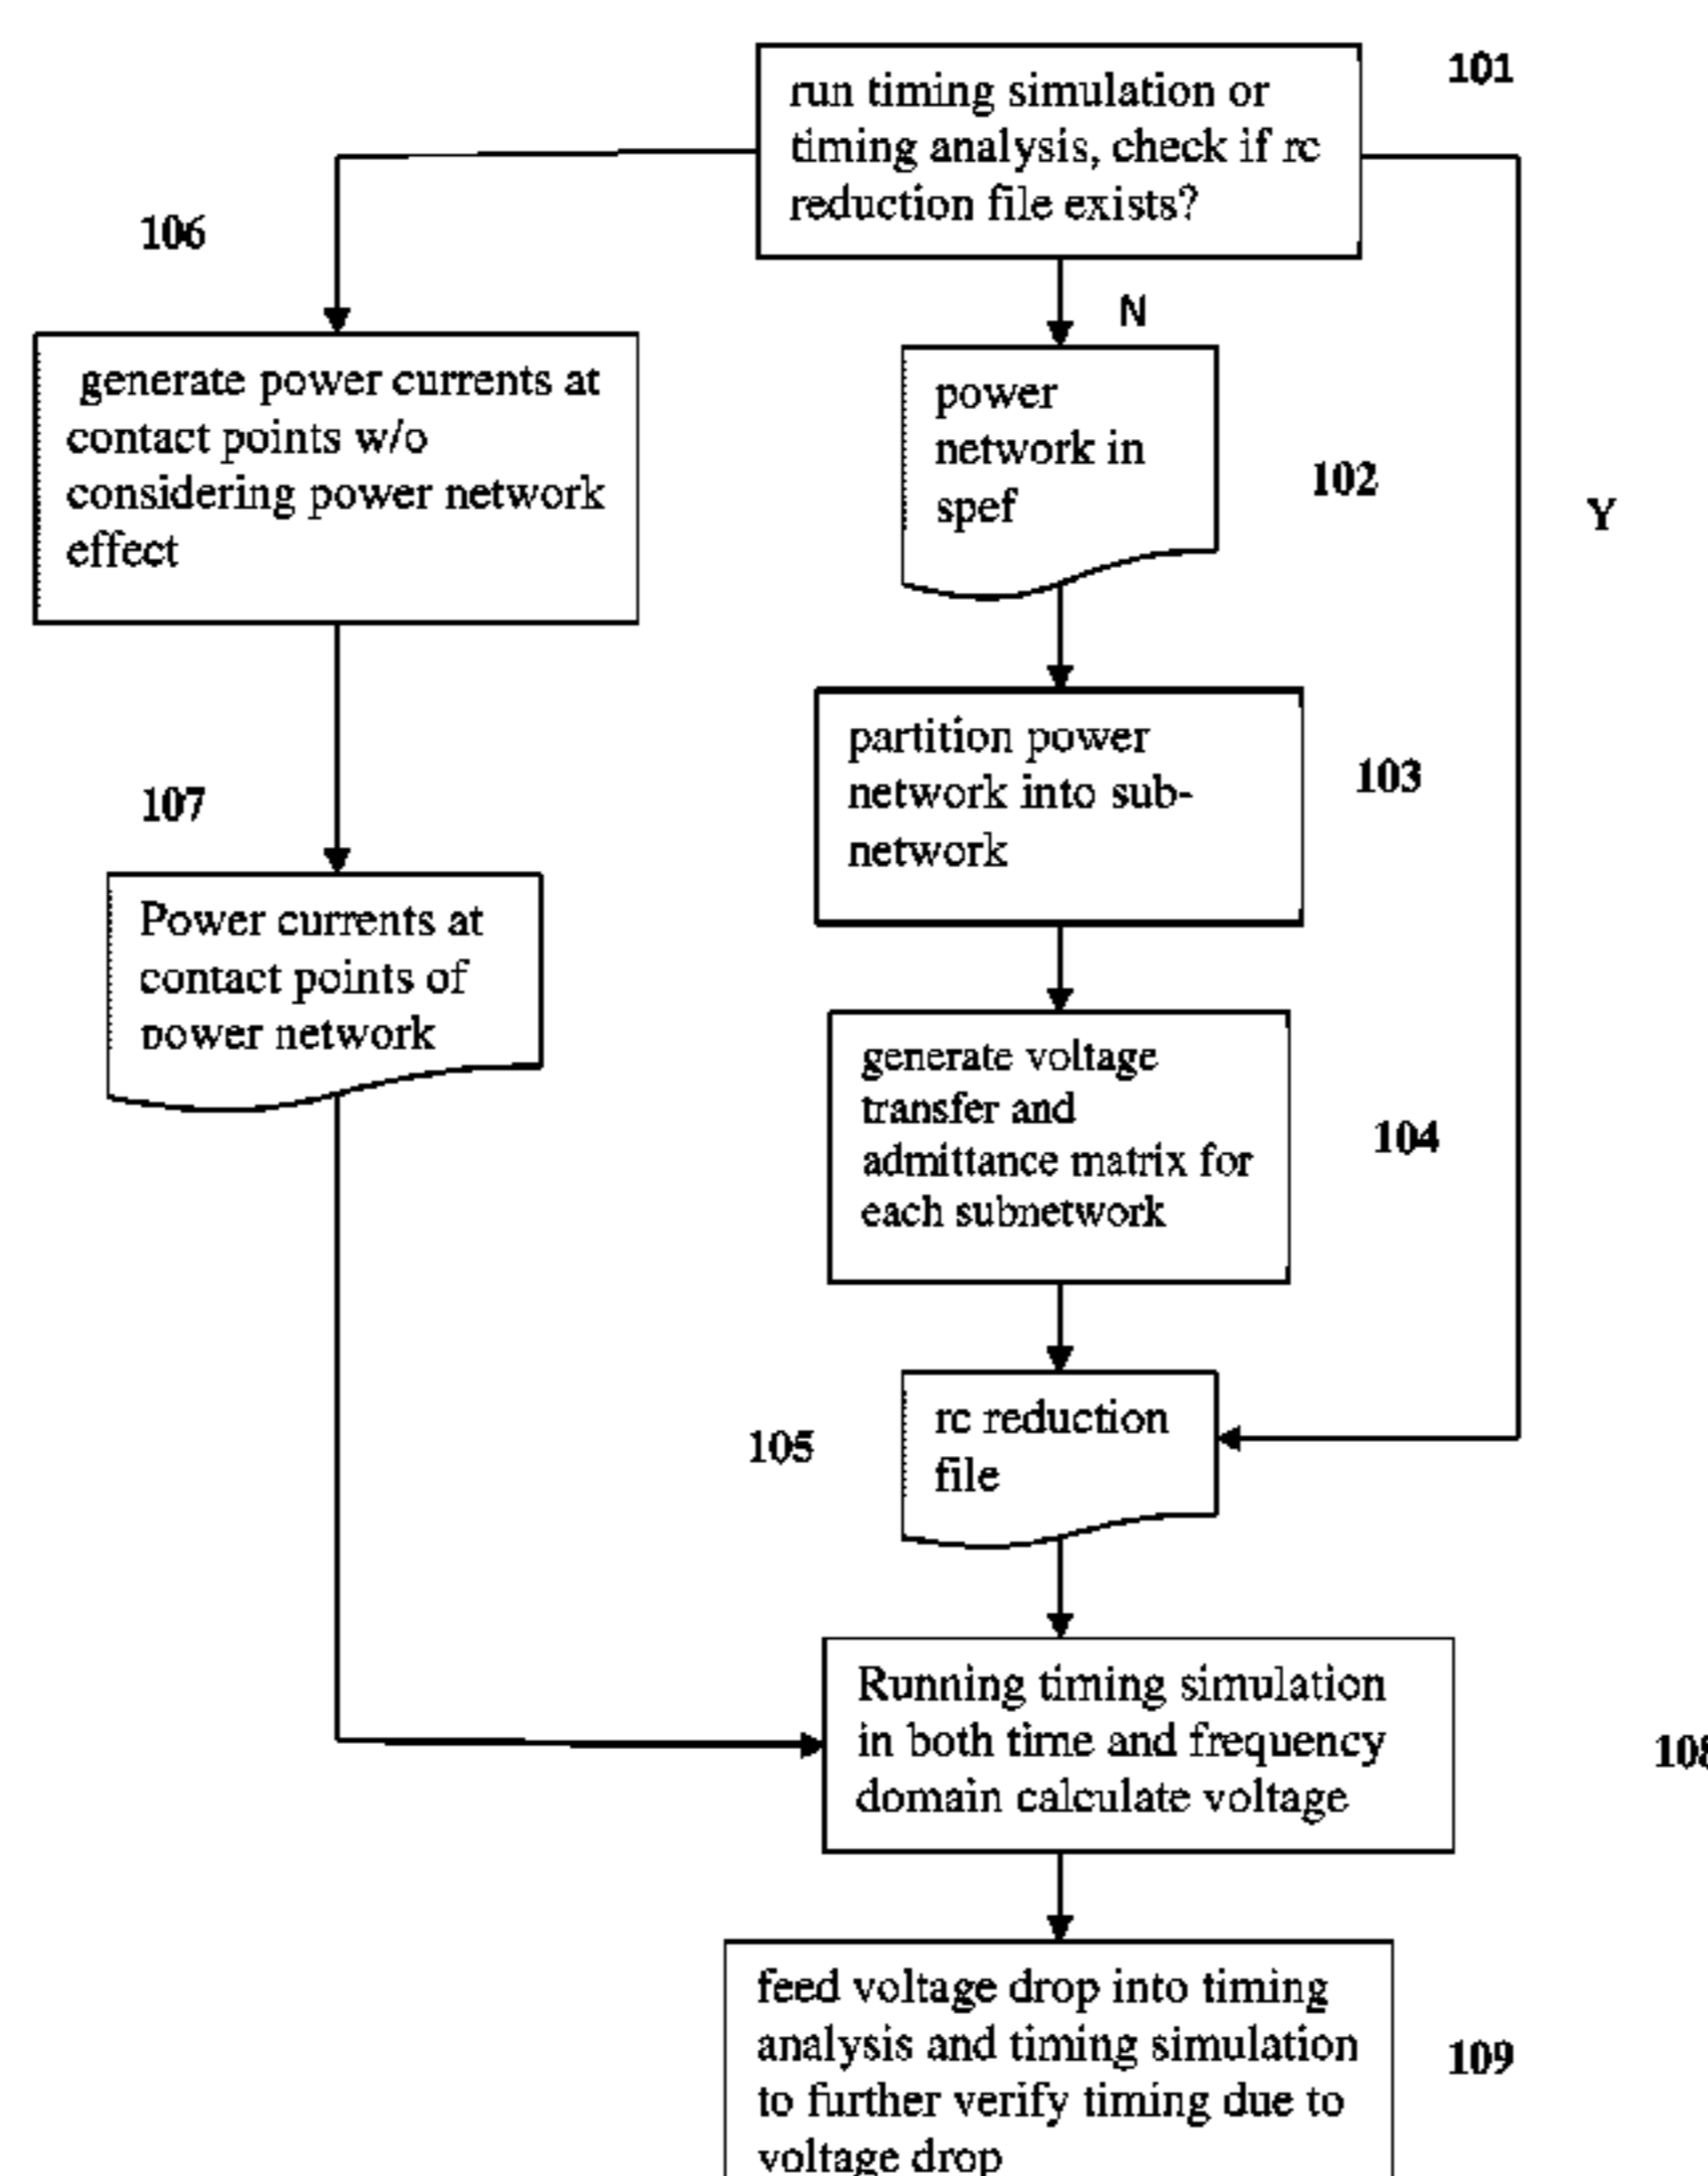 101
run timing simulation or
timing analysis, check if rc
reduction file exists?
106
N
generate power currents at
contact points w/o
considering power network
effect
power
network in
spef
102
Y
partition power
network into sub-
network
103
107
Power currents at
contact points of
power network
generate voltage
transfer and
admittance matrix for
each subnetwork
104
rc reduction
file
105
Running timing simulation
in both time and frequency
domain calculate voltage
108
feed voltage drop into timing
analysis and timing simulation
to further verify timing due to
voltage drop
109